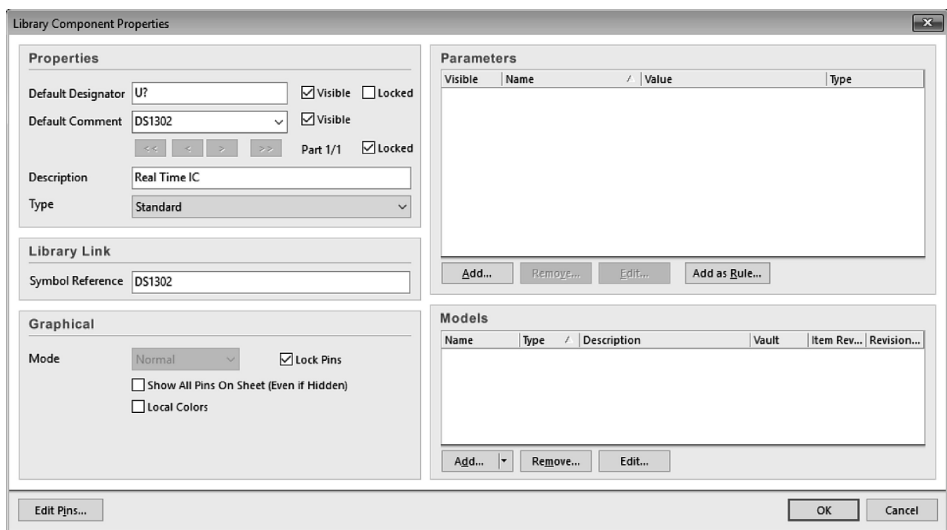 Library Component Properties
Properties
Default Designator U? Visible Locked
Default Comment DS1302 Visible
<< < > >> Part 1/1 Locked
Description Real Time IC
Type Standard
Library Link
Symbol Reference DS1302
Graphical
Mode Normal Lock Pins
Show All Pins On Sheet (Even if Hidden)
Local Colors
Parameters
Visible Name Value Type
Add... Remove... Edit... Add as Rule...
Models
Name Type Description Vault Item Rev... Revision...
Add... Remove... Edit...
Edit Pins... OK Cancel